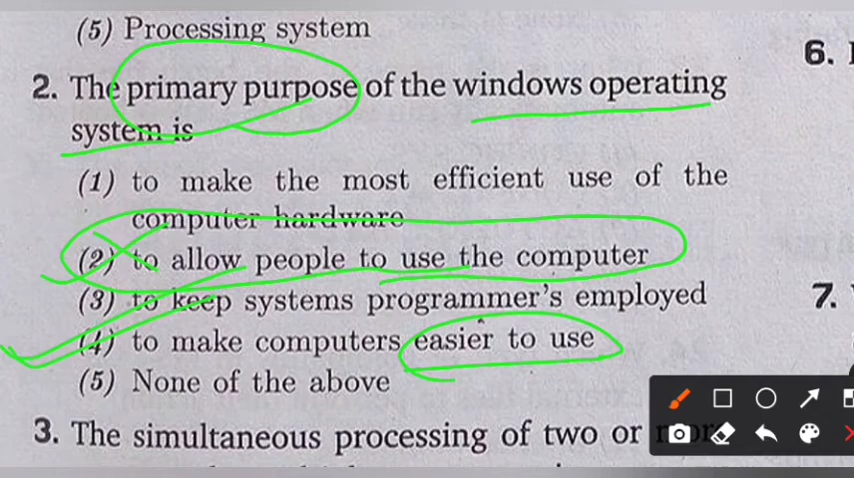 (5) Processing system
6.
2. The primary purpose of the windows operating
system is
(1) to make the most efficient use of the
computer hardware
(2) to allow people to use the computer
(3) to keep systems programmer's employed
7.
(4) to make computers easier to use
(5) None of the above
3. The simultaneous processing of two or more